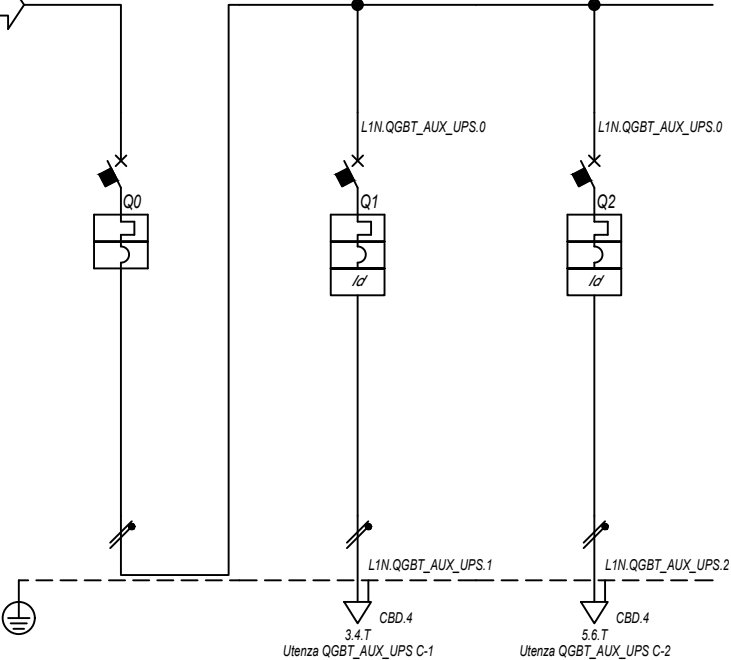 L1N.QGBT_AUX_UPS.0
L1N.QGBT_AUX_UPS.0
Q0
Q1
Q2
Id
Id
L1N.QGBT_AUX_UPS.1
L1N.QGBT_AUX_UPS.2
CBD.4
CBD.4
3.4.T
5.6.T
Utenza QGBT_AUX_UPS C-1
Utenza QGBT_AUX_UPS C-2